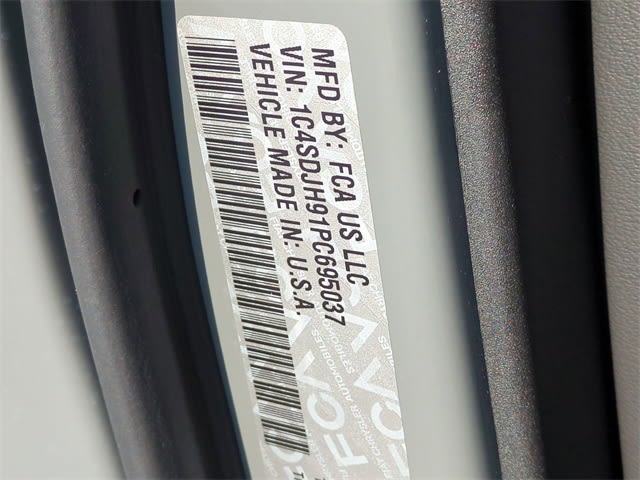 MFD BY: FCA US LLC
VIN: 1C4SDJH91PC695037
VEHICLE MADE IN: U.S.A.